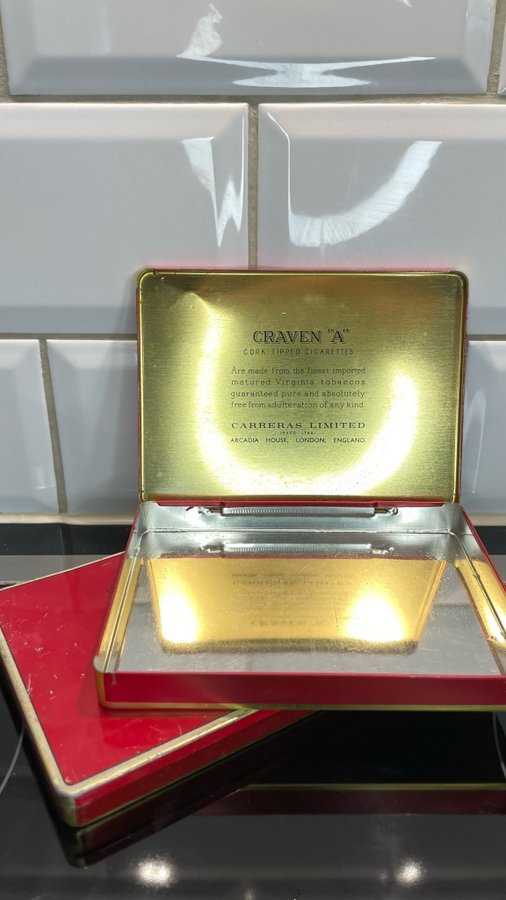 CRAVEN "A"
CORK TIPPED CIGARETTES
Are made from the finest imported
matured Virginia tobaccos
guaranteed pure and absolutely
free from adulteration of any kind
CARRERAS LIMITED
(ESTD 1788)
ARCADIA HOUSE, LONDON, ENGLAND.